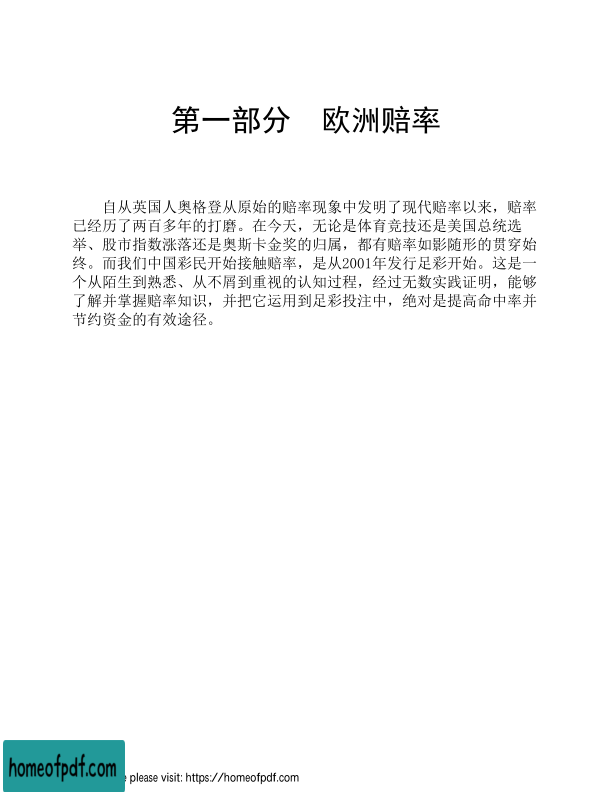 第一部分　欧洲赔率
自从英国人奥格登从原始的赔率现象中发明了现代赔率以来，赔率
已经历了两百多年的打磨。在今天，无论是体育竞技还是美国总统选
举、股市指数涨落还是奥斯卡金奖的归属，都有赔率如影随形的贯穿始
终。而我们中国彩民开始接触赔率，是从2001年发行足彩开始。这是一
个从陌生到熟悉、从不屑到重视的认知过程，经过无数实践证明，能够
了解并掌握赔率知识，并把它运用到足彩投注中，绝对是提高命中率并
节约资金的有效途径。
homeofpdf.com
please visit: https://homeofpdf.com